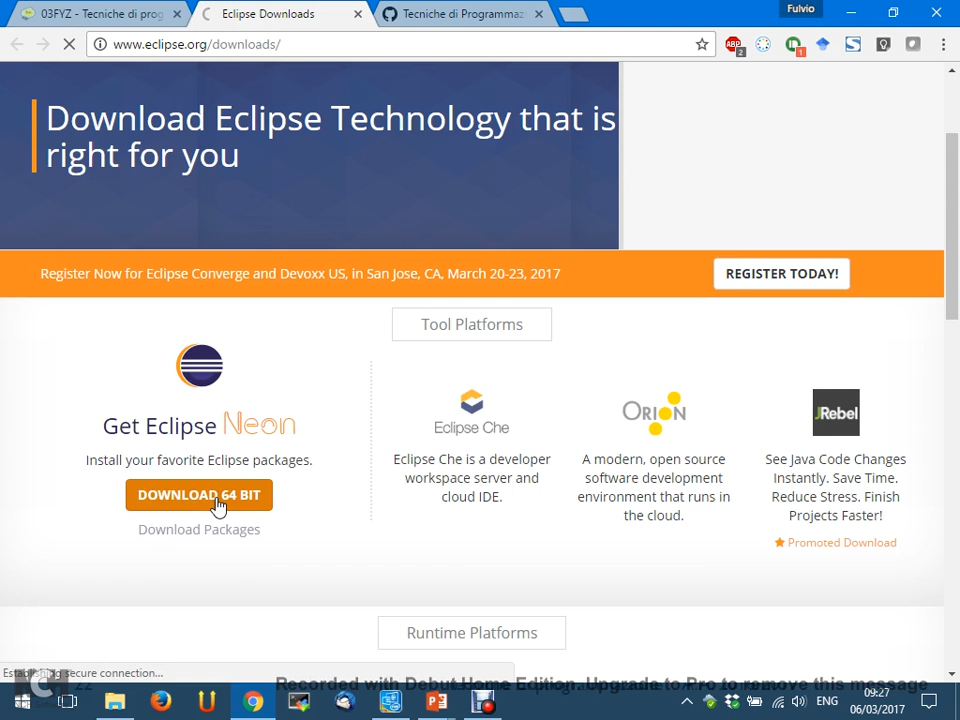 03FYZ - Tecniche di prog
Eclipse Downloads
Tecniche di Programmaz
Fulvio
www.eclipse.org/downloads/
ABP
2
1
Download Eclipse Technology that is
right for you
Register Now for Eclipse Converge and Devoxx US, in San Jose, CA, March 20-23, 2017
REGISTER TODAY!
Tool Platforms
Get Eclipse Neon
Install your favorite Eclipse packages.
DOWNLOAD 64 BIT
Download Packages
Eclipse Che
Eclipse Che is a developer
workspace server and
cloud IDE.
ORION
A modern, open source
software development
environment that runs in
the cloud.
JRebel
See Java Code Changes
Instantly. Save Time.
Reduce Stress. Finish
Projects Faster!
Promoted Download
Runtime Platforms
Establishing secure connection...
22
Recorded with Debut Home Edition. Upgrade to Pro to remove this message
ENG
09:27
06/03/2017